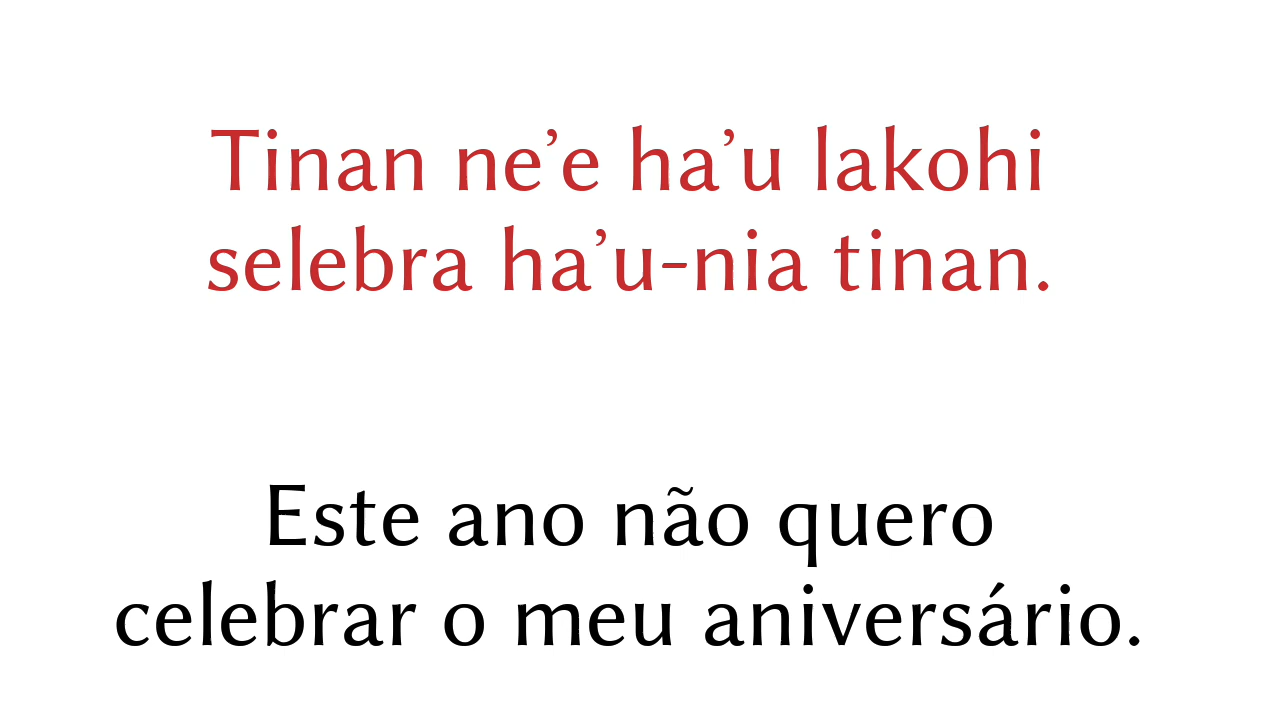 Tinan ne’e ha’u lakohi
selebra ha’u-nia tinan.
Este ano não quero
celebrar o meu aniversário.